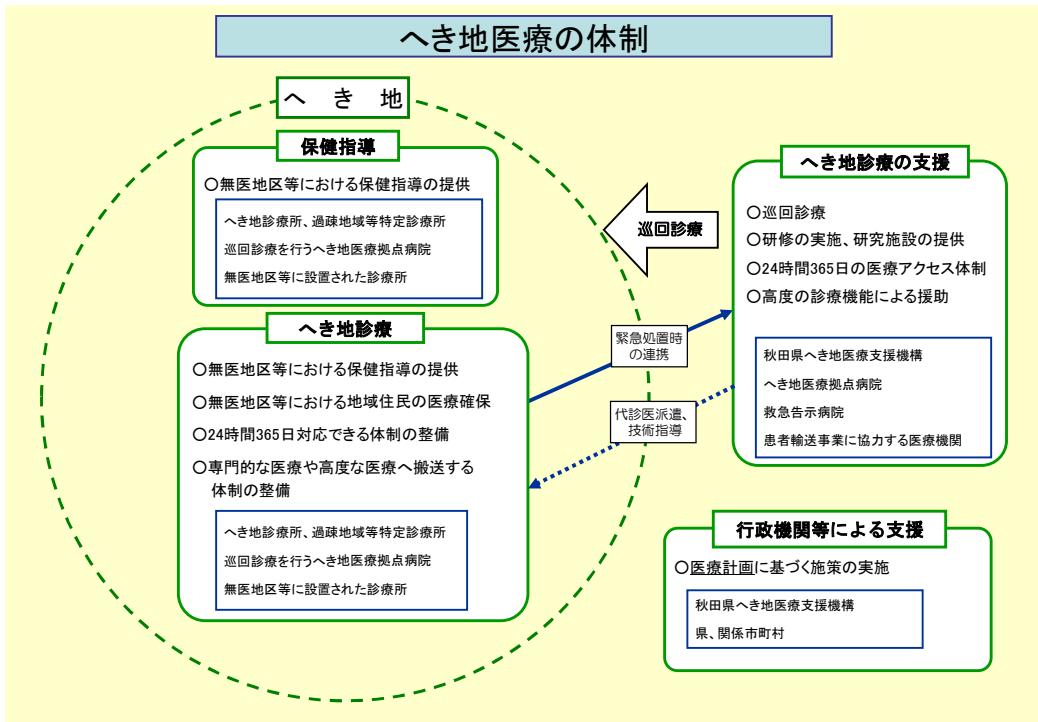 へき地医療の体制
へ き 地
保健指導
○無医地区等における保健指導の提供
へき地診療所、過疎地域等特定診療所
巡回診療を行うへき地医療拠点病院
無医地区等に設置された診療所
へき地診療
○無医地区等における保健指導の提供
○無医地区等における地域住民の医療確保
○24時間365日対応できる体制の整備
○専門的な医療や高度な医療へ搬送する
体制の整備
へき地診療所、過疎地域等特定診療所
巡回診療を行うへき地医療拠点病院
無医地区等に設置された診療所
巡回診療
緊急処置時
の連携
代診医派遣、
技術指導
へき地診療の支援
○巡回診療
○研修の実施、研究施設の提供
○24時間365日の医療アクセス体制
○高度の診療機能による援助
秋田県へき地医療支援機構
へき地医療拠点病院
救急告示病院
患者輸送事業に協力する医療機関
行政機関等による支援
○医療計画に基づく施策の実施
秋田県へき地医療支援機構
県、関係市町村